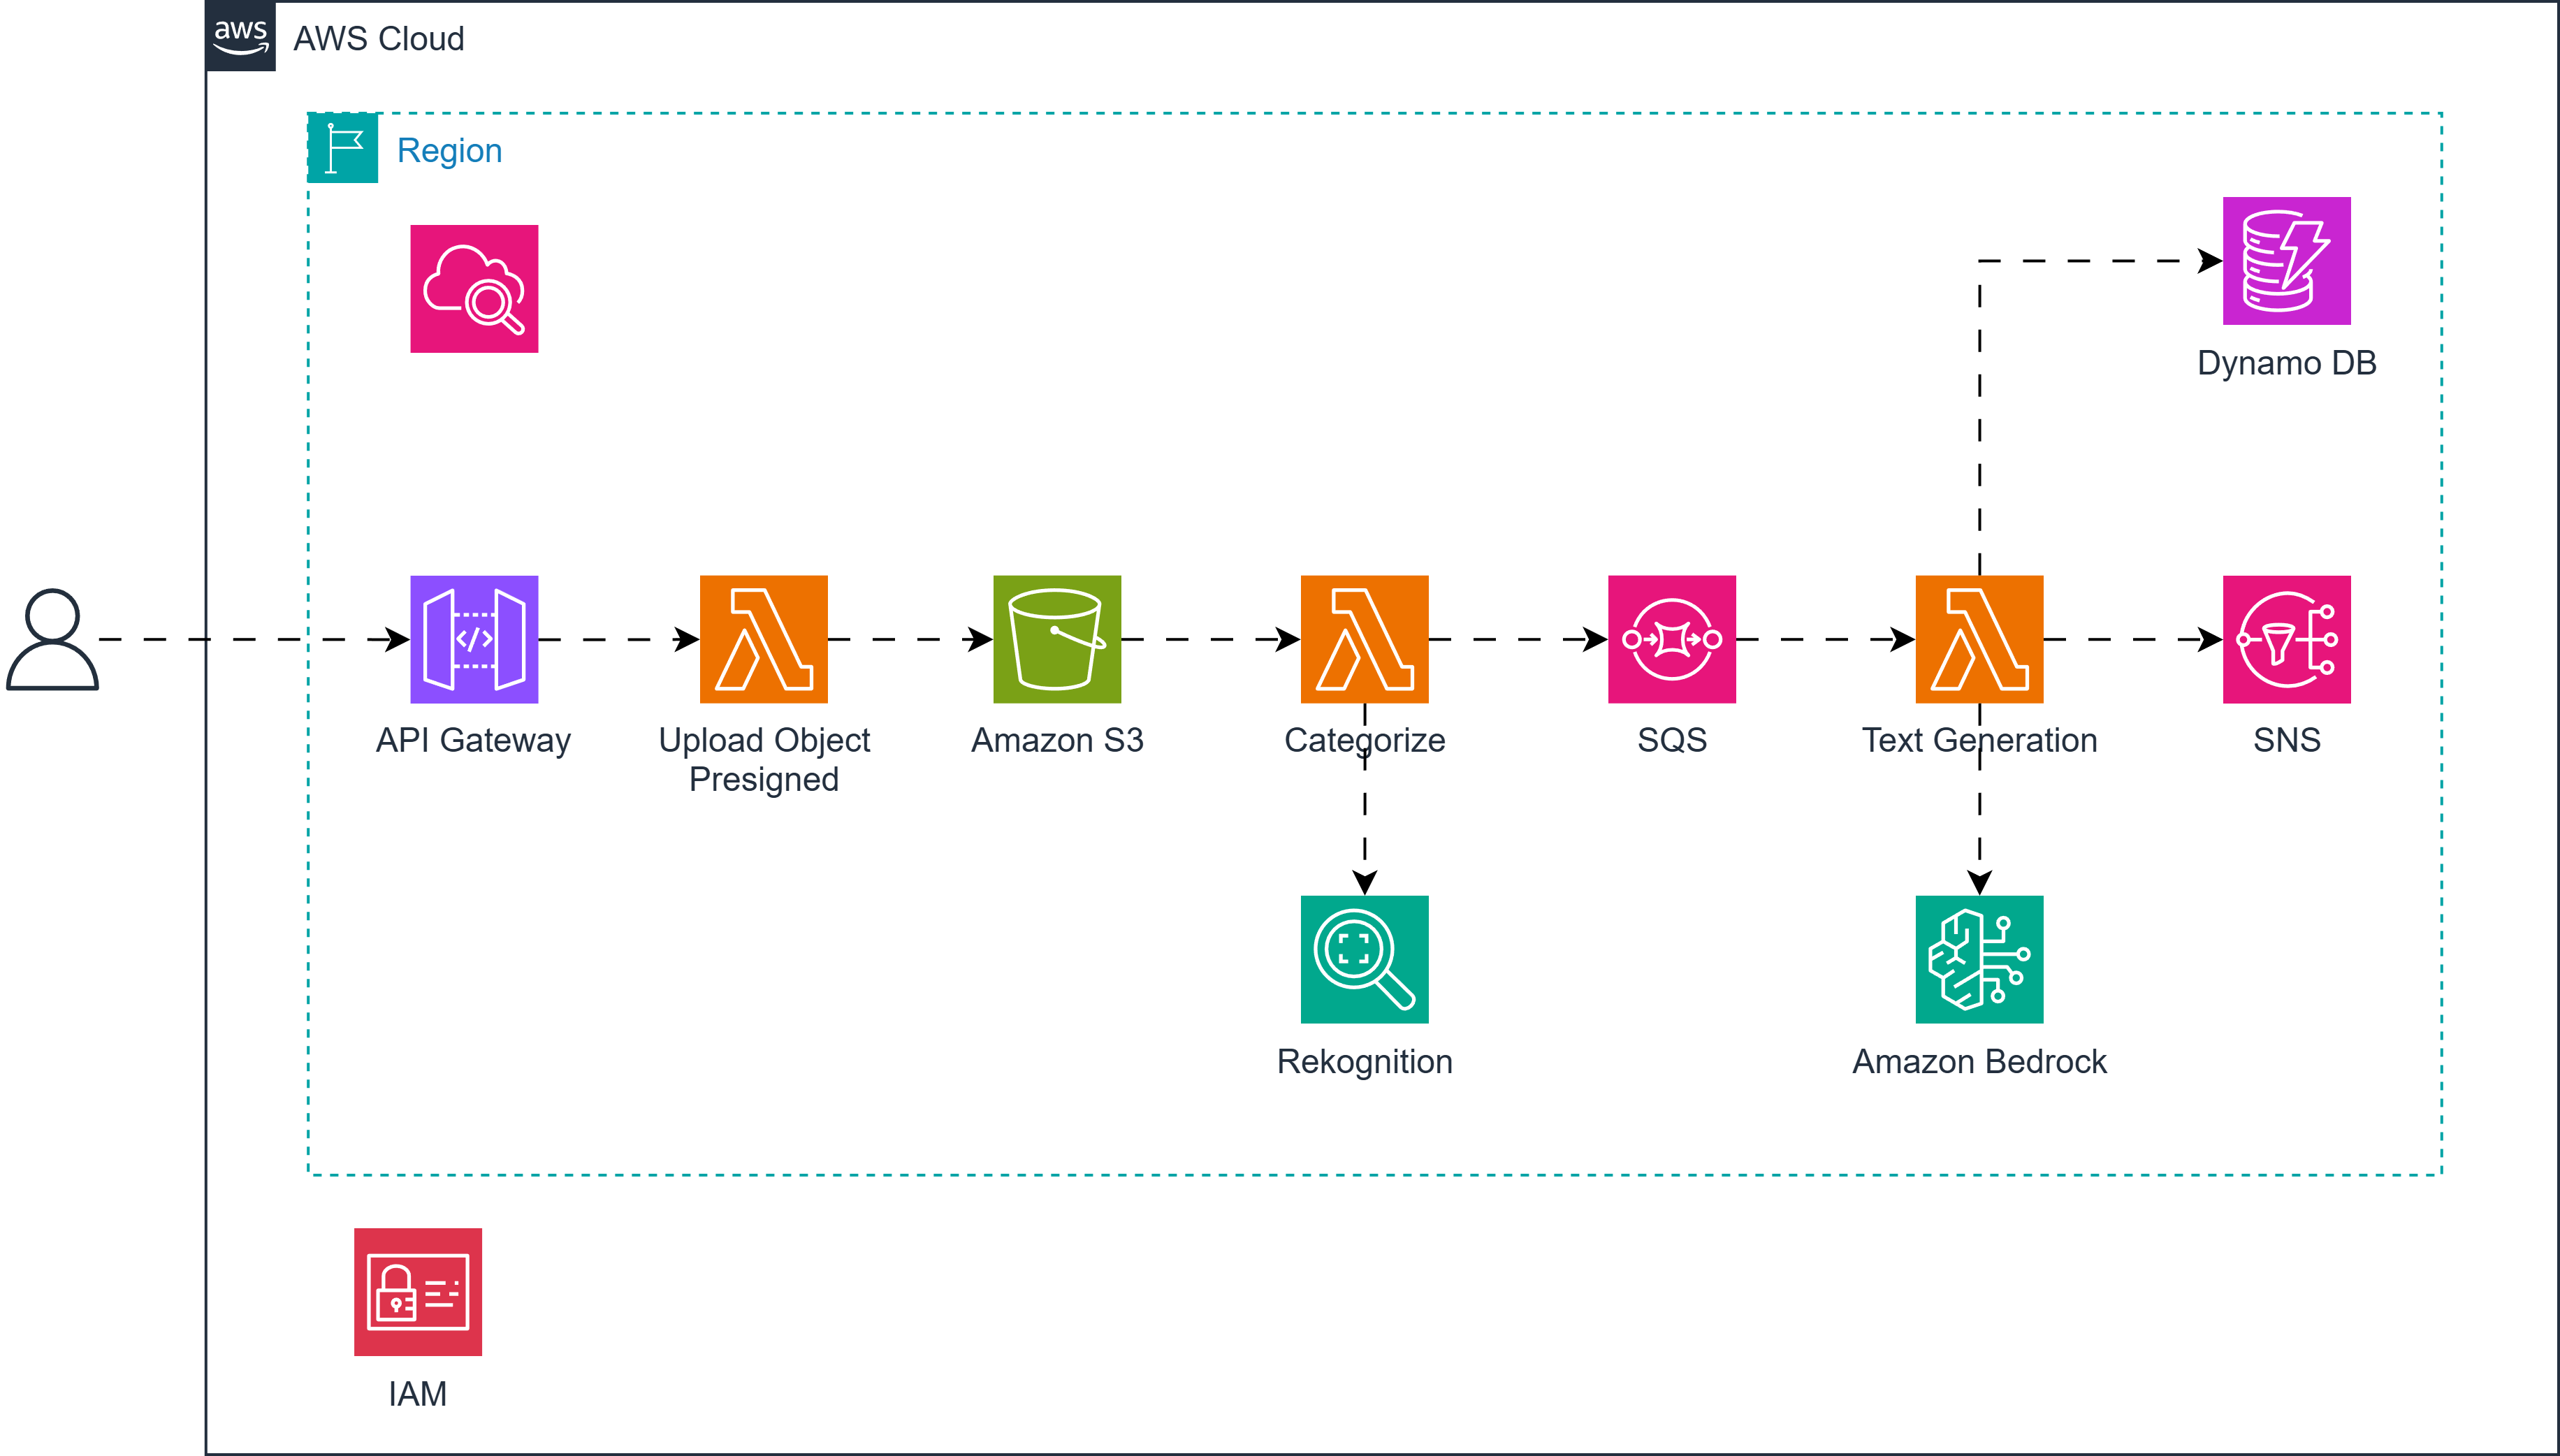 aws
AWS Cloud
Region
Dynamo DB
API Gateway
Upload Object
Presigned
Amazon S3
Categorize
SQS
Text Generation
SNS
Rekognition
Amazon Bedrock
IAM